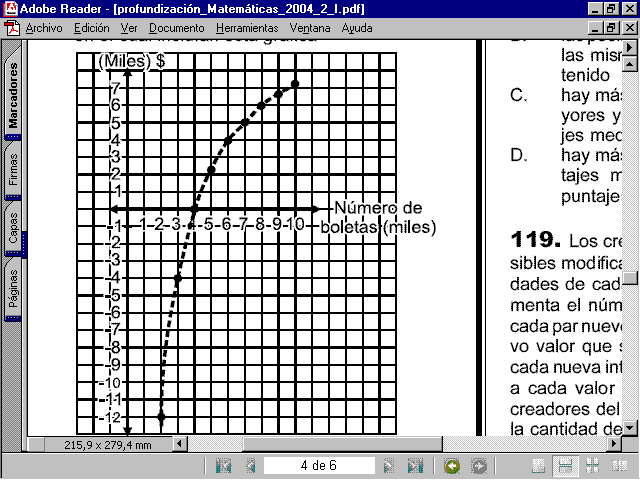 Adobe Reader - [profundización_Matemáticas_2004_2_I.pdf]
Archivo Edición Ver Documento Herramientas Ventana Ayuda
Marcadores
Firmas
Capas
Páginas
(Miles) $
7
6
5
4
3
2
1
1 2 3 5 6 7 8 9 10
Número de
boletas (miles)
-1
-2
-3
-4
-5
-6
-7
-8
-9
-10
-11
-12
las misr
tenido
C. hay más
yores y
jes med
D. hay más
tajes m
puntaje
119. Los cre
sibles modifica
dades de cad
menta el núm
cada par nuev
vo valor que s
cada nueva int
a cada valor
creadores del
la cantidad de
215,9 x 279,4 mm
4 de 6